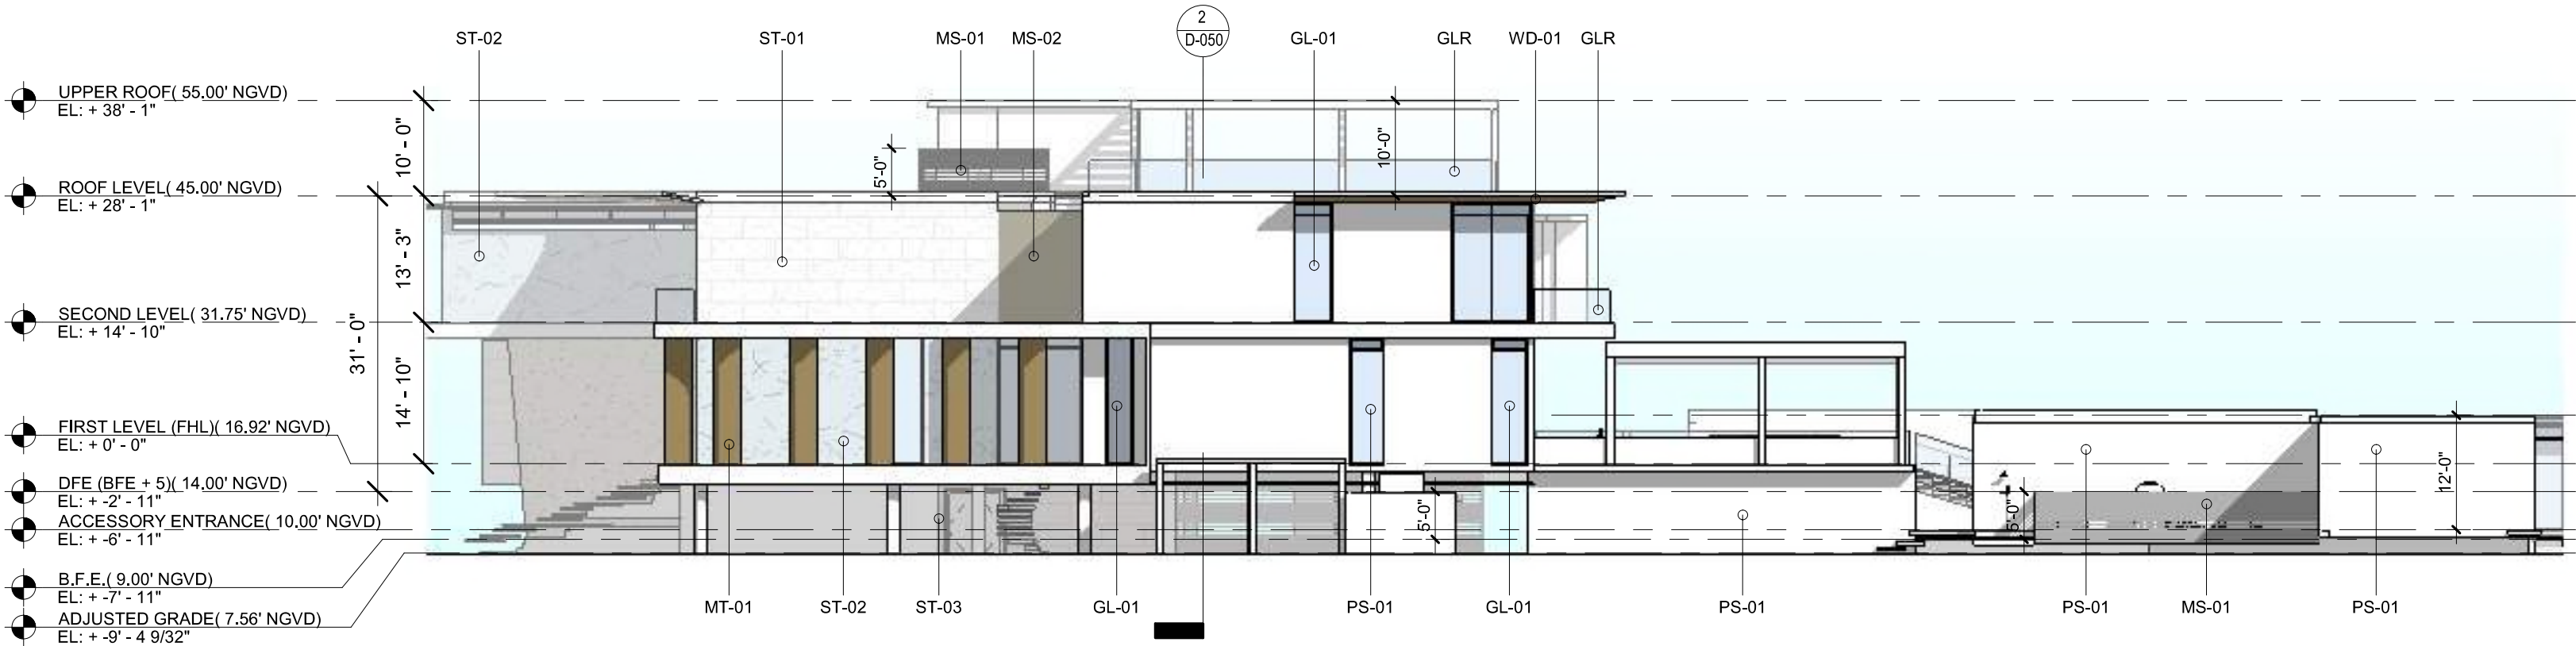 ST-02
ST-01
MS-01
MS-02
2
D-050
GL-01
GLR
WD-01
GLR
UPPER ROOF( 55.00' NGVD)
EL: + 38' - 1"
ROOF LEVEL( 45.00' NGVD)
EL: + 28' - 1"
SECOND LEVEL( 31.75' NGVD)
EL: + 14' - 10"
FIRST LEVEL (FHL)( 16.92' NGVD)
EL: + 0' - 0"
DFE (BFE + 5)( 14.00' NGVD)
EL: + -2' - 11"
ACCESSORY ENTRANCE( 10.00' NGVD)
EL: + -6' - 11"
B.F.E.( 9.00' NGVD)
EL: + -7' - 11"
ADJUSTED GRADE( 7.56' NGVD)
EL: + -9' - 4 9/32"
31' - 0"
10' - 0"
13' - 3"
14' - 10"
5'-0"
10'-0"
5'-0"
5'-0"
12'-0"
MT-01
ST-02
ST-03
GL-01
PS-01
GL-01
PS-01
PS-01
MS-01
PS-01